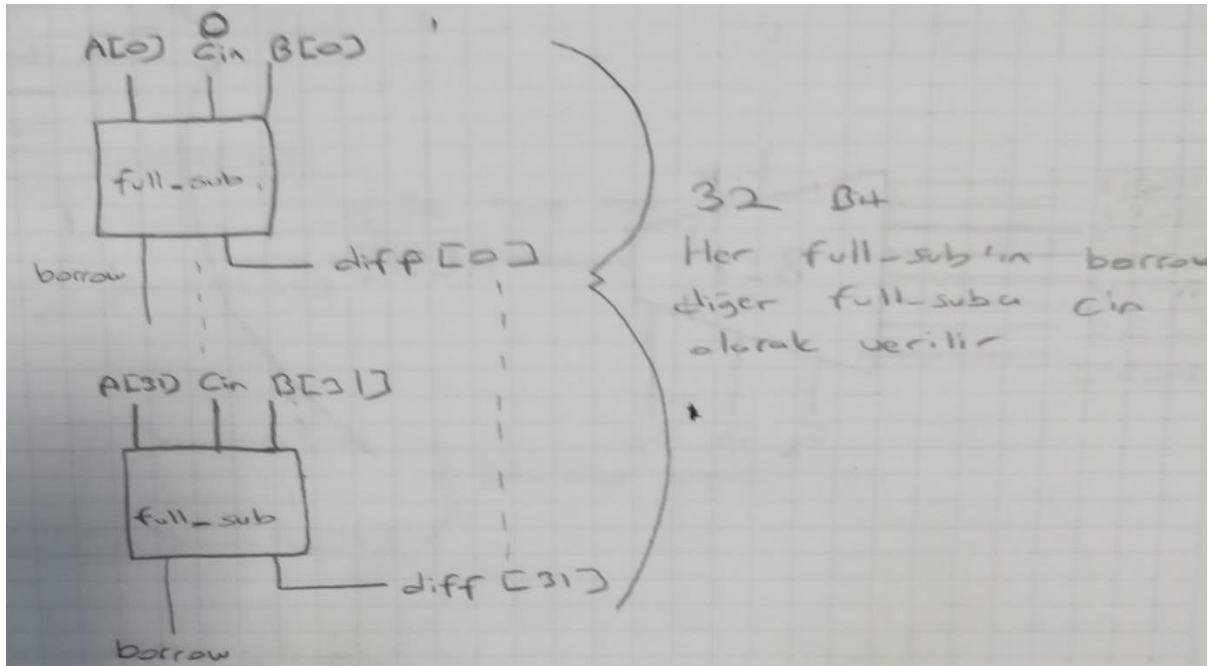 0
A[0] Cin B[0]
full_sub
borrow
diff [0]
A[31] Cin B[31]
full_sub
diff [31]
borrow
32 Bit
Her full_sub'ın borrow
diğer full_suba Cin
olarak verilir